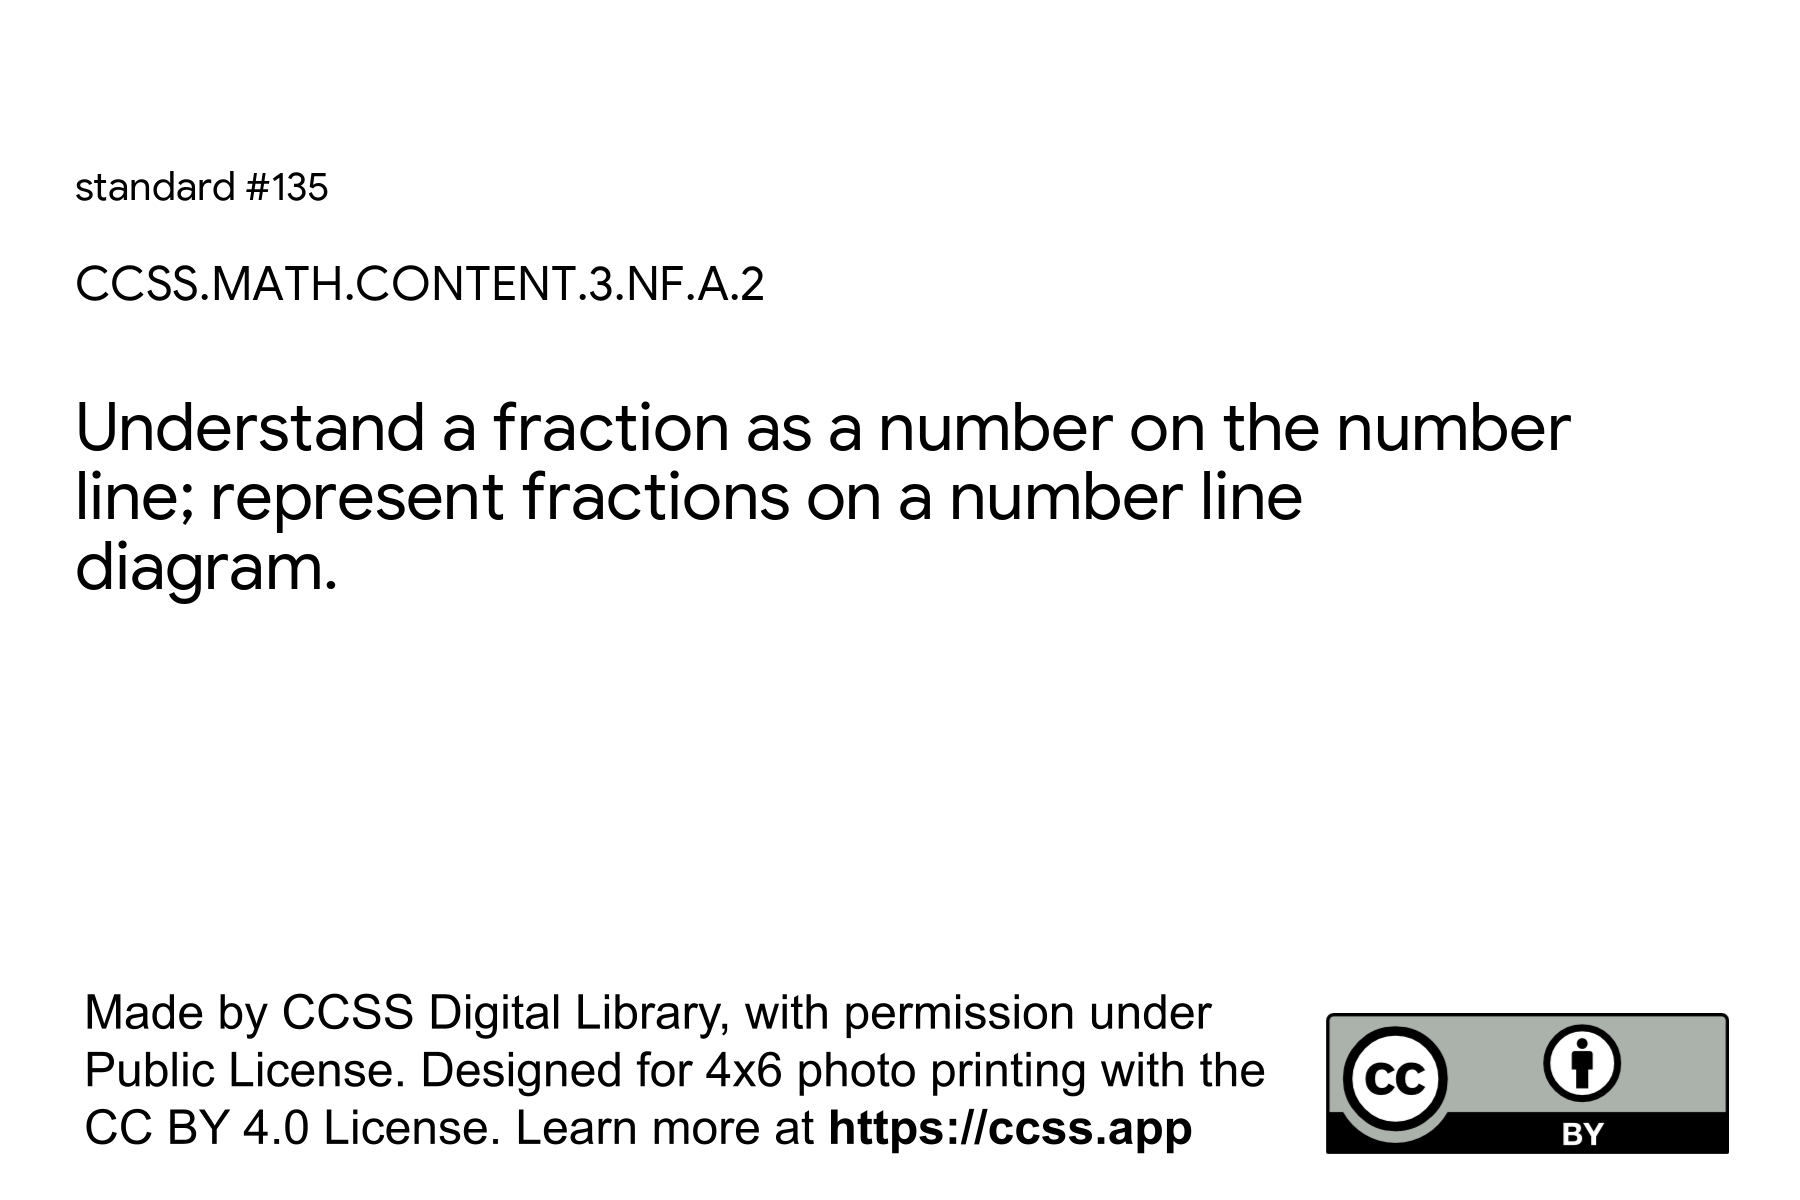 standard #135
CCSS.MATH.CONTENT.3.NF.A.2
Understand a fraction as a number on the number
line; represent fractions on a number line
diagram.
Made by CCSS Digital Library, with permission under
Public License. Designed for 4x6 photo printing with the
CC BY 4.0 License. Learn more at https://ccss.app
CC
BY